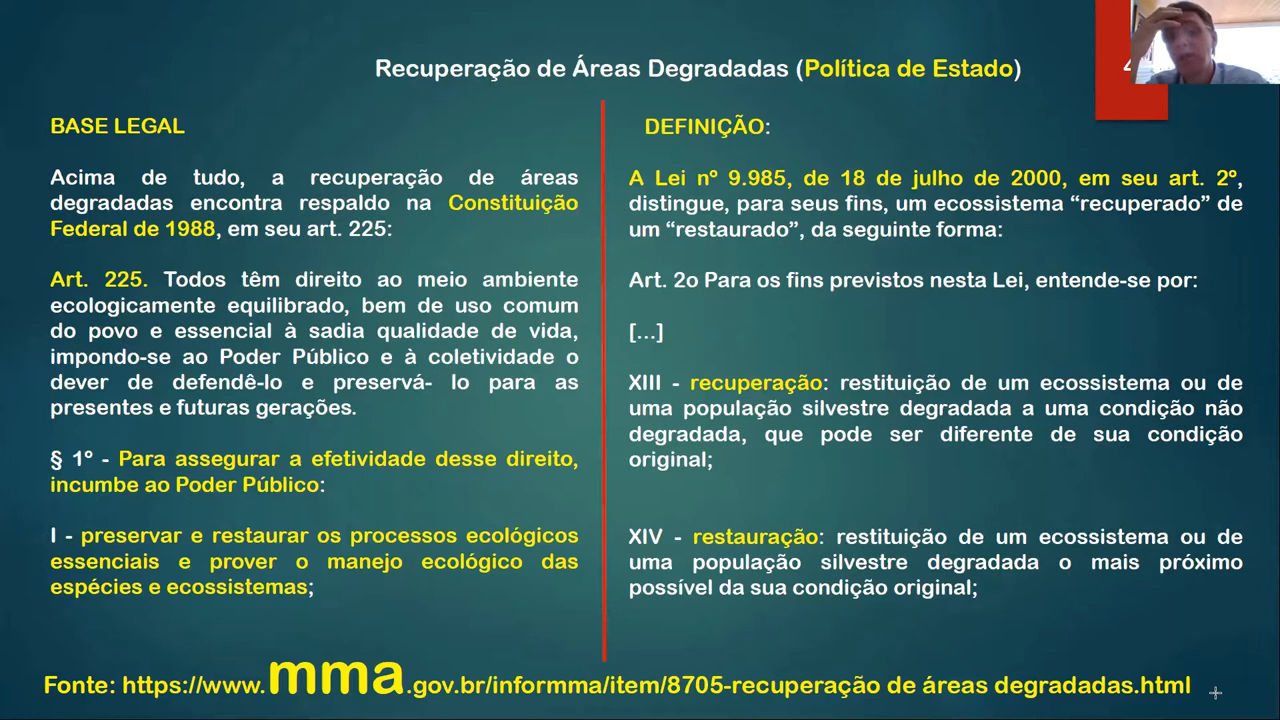 Recuperação de Áreas Degradadas (Política de Estado)
BASE LEGAL
Acima de tudo, a recuperação de áreas
degradadas encontra respaldo na Constituição
Federal de 1988, em seu art. 225:
Art. 225. Todos têm direito ao meio ambiente
ecologicamente equilibrado, bem de uso comum
do povo e essencial à sadia qualidade de vida,
impondo-se ao Poder Público e à coletividade o
dever de defendê-lo e preservá- lo para as
presentes e futuras gerações.
§ 1º - Para assegurar a efetividade desse direito,
incumbe ao Poder Público:
I - preservar e restaurar os processos ecológicos
essenciais e prover o manejo ecológico das
espécies e ecossistemas;
DEFINIÇÃO:
A Lei nº 9.985, de 18 de julho de 2000, em seu art. 2º,
distingue, para seus fins, um ecossistema “recuperado” de
um “restaurado”, da seguinte forma:
Art. 2o Para os fins previstos nesta Lei, entende-se por:
[...]
XIII - recuperação: restituição de um ecossistema ou de
uma população silvestre degradada a uma condição não
degradada, que pode ser diferente de sua condição
original;
XIV - restauração: restituição de um ecossistema ou de
uma população silvestre degradada o mais próximo
possível da sua condição original;
Fonte: https://www.mma.gov.br/informma/item/8705-recuperação de áreas degradadas.html